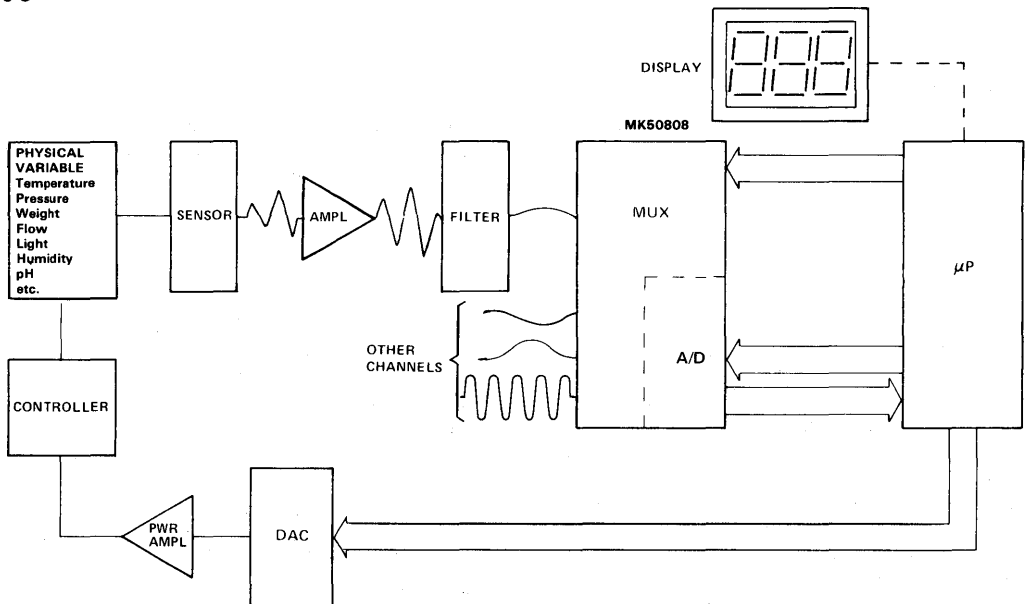 DISPLAY
MK50808
PHYSICAL
VARIABLE
Temperature
Pressure
Weight
Flow
Light
Humidity
pH
etc.
SENSOR
AMPL
FILTER
MUX
μP
OTHER
CHANNELS
A/D
CONTROLLER
PWR
AMPL
DAC